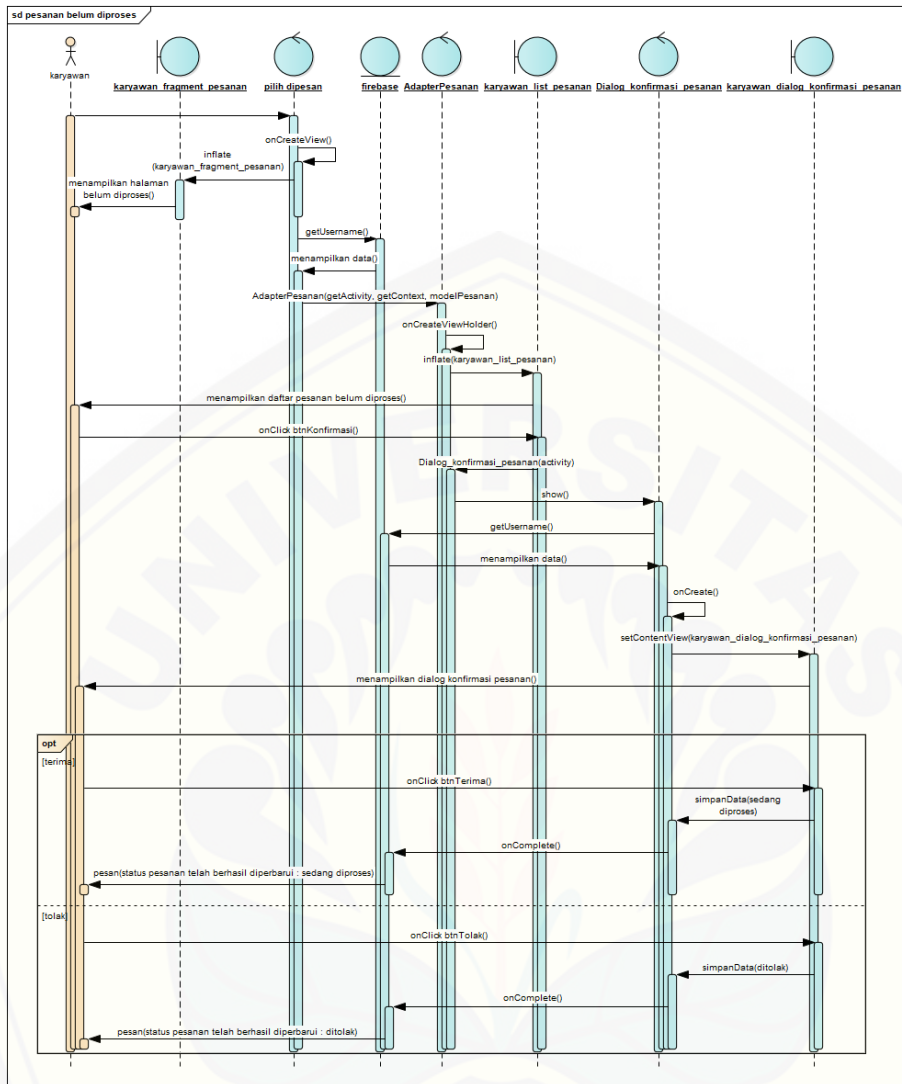 sd pesanan belum diproses
karyawan
karyawan_fragment_pesanan
pilih dipesan
firebase
AdapterPesanan
karyawan_list_pesanan
Dialog_konfirmasi_pesanan
karyawan_dialog_konfirmasi_pesanan
onCreateView()
inflate
(karyawan_fragment_pesanan)
menampilkan halaman
belum diproses()
getUsername()
menampilkan data()
AdapterPesanan(getActivity, getContext, modelPesanan)
onCreateViewHolder()
inflate(karyawan_list_pesanan)
menampilkan daftar pesanan belum diproses()
onClick btnKonfirmasi()
Dialog_konfirmasi_pesanan(activity)
show()
getUsername()
menampilkan data()
onCreate()
setContentView(karyawan_dialog_konfirmasi_pesanan)
menampilkan dialog konfirmasi pesanan()
opt
[terima]
onClick btnTerima()
simpanData(sedang
diproses)
onComplete()
pesan(status pesanan telah berhasil diperbarui : sedang diproses)
[tolak]
onClick btnTolak()
simpanData(ditolak)
onComplete()
pesan(status pesanan telah berhasil diperbarui : ditolak)
UNIVERSITAS